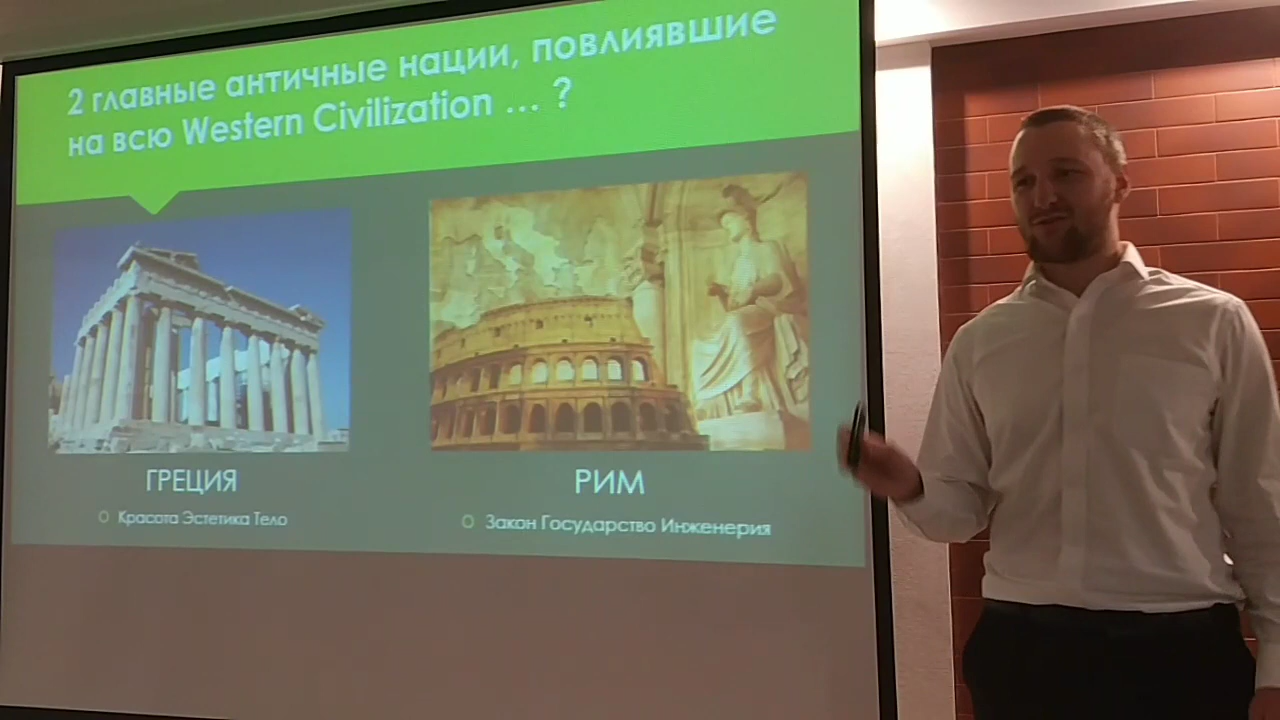 2 главные античные нации, повлиявшие
на всю Western Civilization ... ?
ГРЕЦИЯ
Красота Эстетика Тело
РИМ
Закон Государство Инженерия